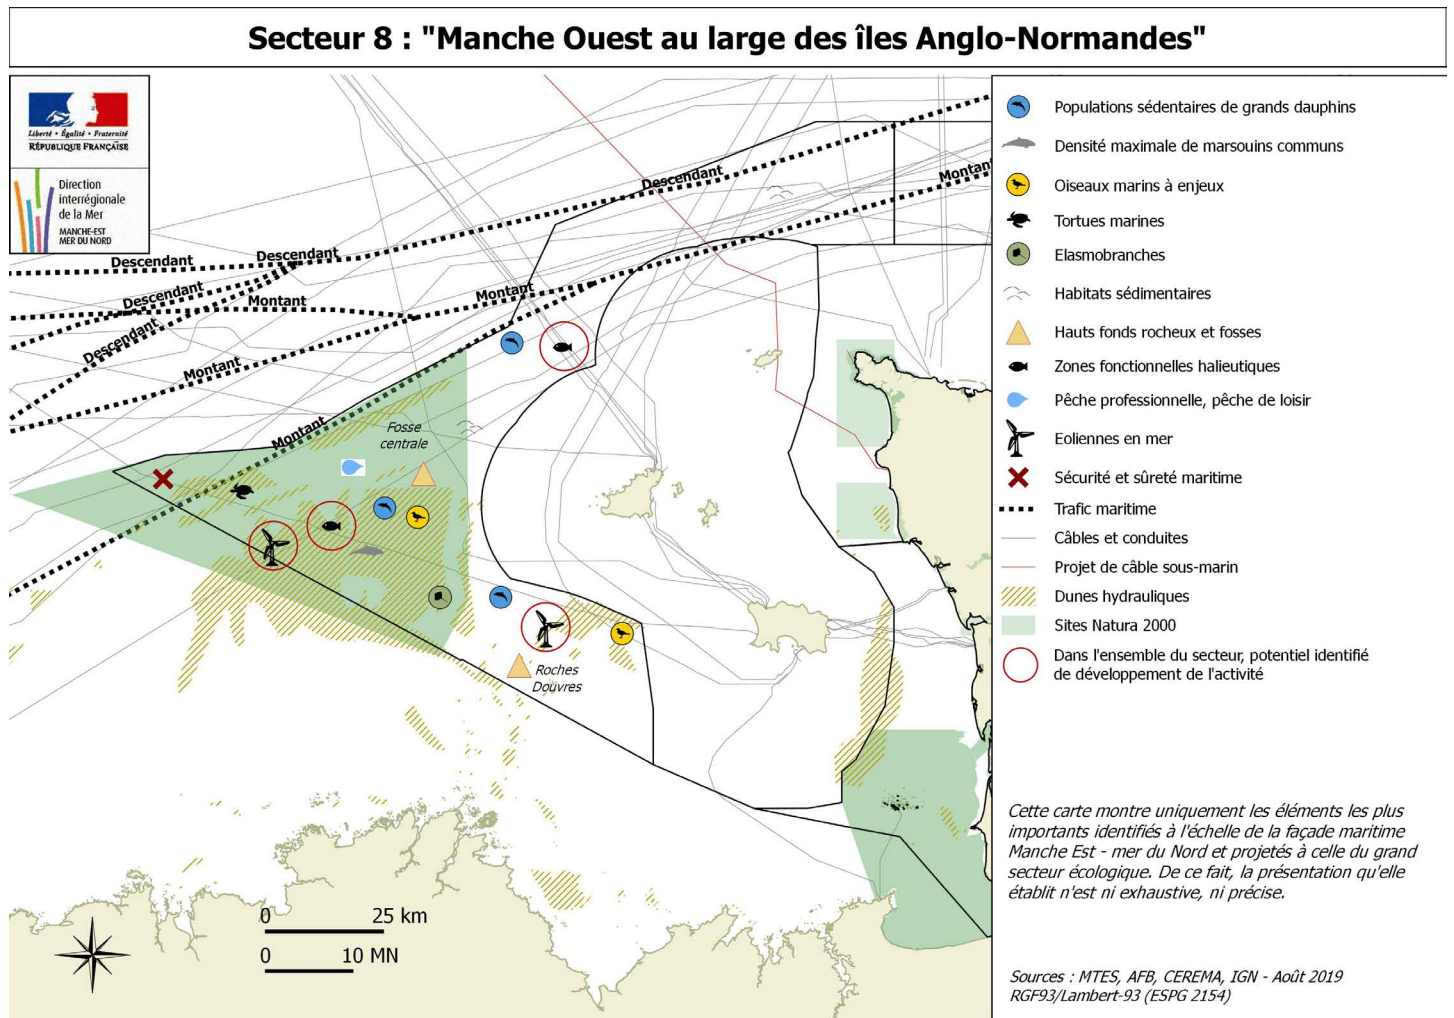 Secteur 8 : "Manche Ouest au large des îles Anglo-Normandes"
Liberté • Égalité • Fraternité
RÉPUBLIQUE FRANÇAISE
Direction
interrégionale
de la Mer
MANCHE-EST
MER DU NORD
Descendant
Montant
Descendant
Descendant
Descendant
Montant
Montant
Descendant
Montant
Montant
Fosse
centrale
Roches
Douvres
0 25 km
0 10 MN
Populations sédentaires de grands dauphins
Densité maximale de marsouins communs
Oiseaux marins à enjeux
Tortues marines
Elasmobranches
Habitats sédimentaires
Hauts fonds rocheux et fosses
Zones fonctionnelles halieutiques
Pêche professionnelle, pêche de loisir
Eoliennes en mer
Sécurité et sûreté maritime
Trafic maritime
Câbles et conduites
Projet de câble sous-marin
Dunes hydrauliques
Sites Natura 2000
Dans l'ensemble du secteur, potentiel identifié
de développement de l'activité
Cette carte montre uniquement les éléments les plus
importants identifiés à l'échelle de la façade maritime
Manche Est - mer du Nord et projetés à celle du grand
secteur écologique. De ce fait, la présentation qu'elle
établit n'est ni exhaustive, ni précise.
Sources : MTES, AFB, CEREMA, IGN - Août 2019
RGF93/Lambert-93 (ESPG 2154)